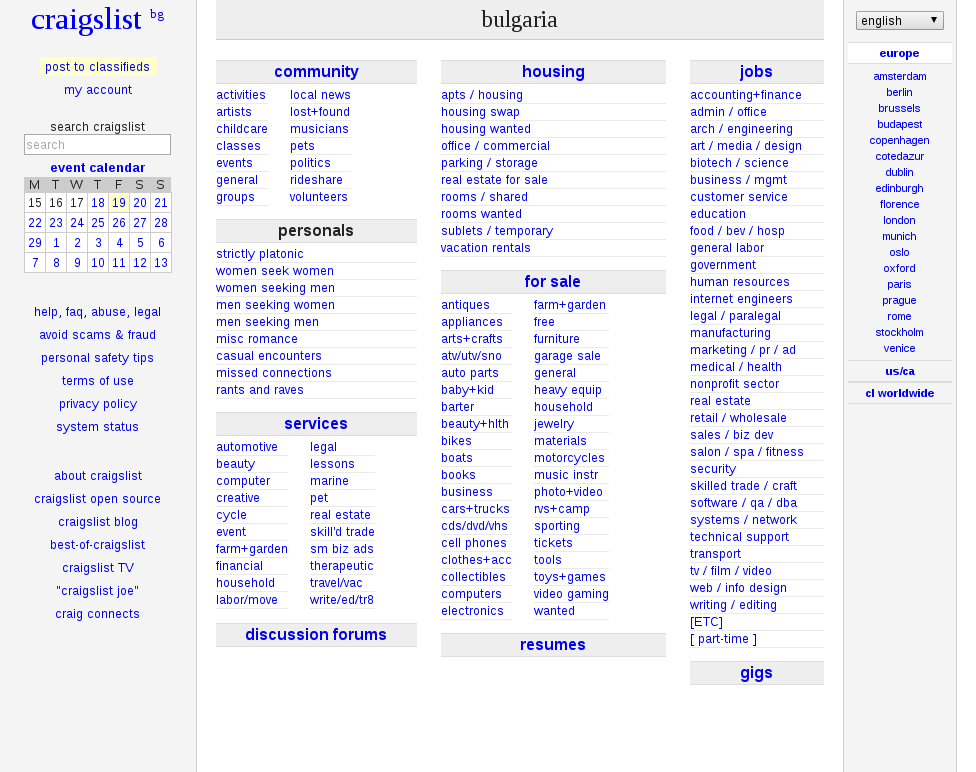 craigslist bg
post to classifieds
my account
search craigslist
search
event calendar
M T W T F S S
15 16 17 18 19 20 21
22 23 24 25 26 27 28
29 1 2 3 4 5 6
7 8 9 10 11 12 13
help, faq, abuse, legal
avoid scams & fraud
personal safety tips
terms of use
privacy policy
system status
about craigslist
craigslist open source
craigslist blog
best-of-craigslist
craigslist TV
"craigslist joe"
craig connects
bulgaria
community
activities
artists
childcare
classes
events
general
groups
local news
lost+found
musicians
pets
politics
rideshare
volunteers
personals
strictly platonic
women seek women
women seeking men
men seeking women
men seeking men
misc romance
casual encounters
missed connections
rants and raves
services
automotive
beauty
computer
creative
cycle
event
farm+garden
financial
household
labor/move
legal
lessons
marine
pet
real estate
skill'd trade
sm biz ads
therapeutic
travel/vac
write/ed/tr8
discussion forums
housing
apts / housing
housing swap
housing wanted
office / commercial
parking / storage
real estate for sale
rooms / shared
rooms wanted
sublets / temporary
vacation rentals
for sale
antiques
appliances
arts+crafts
atv/utv/sno
auto parts
baby+kid
barter
beauty+hlth
bikes
boats
books
business
cars+trucks
cds/dvd/vhs
cell phones
clothes+acc
collectibles
computers
electronics
farm+garden
free
furniture
garage sale
general
heavy equip
household
jewelry
materials
motorcycles
music instr
photo+video
rvs+camp
sporting
tickets
tools
toys+games
video gaming
wanted
resumes
jobs
accounting+finance
admin / office
arch / engineering
art / media / design
biotech / science
business / mgmt
customer service
education
food / bev / hosp
general labor
government
human resources
internet engineers
legal / paralegal
manufacturing
marketing / pr / ad
medical / health
nonprofit sector
real estate
retail / wholesale
sales / biz dev
salon / spa / fitness
security
skilled trade / craft
software / qa / dba
systems / network
technical support
transport
tv / film / video
web / info design
writing / editing
[ETC]
[ part-time ]
gigs
english
europe
amsterdam
berlin
brussels
budapest
copenhagen
cotedazur
dublin
edinburgh
florence
london
munich
oslo
oxford
paris
prague
rome
stockholm
venice
us/ca
cl worldwide